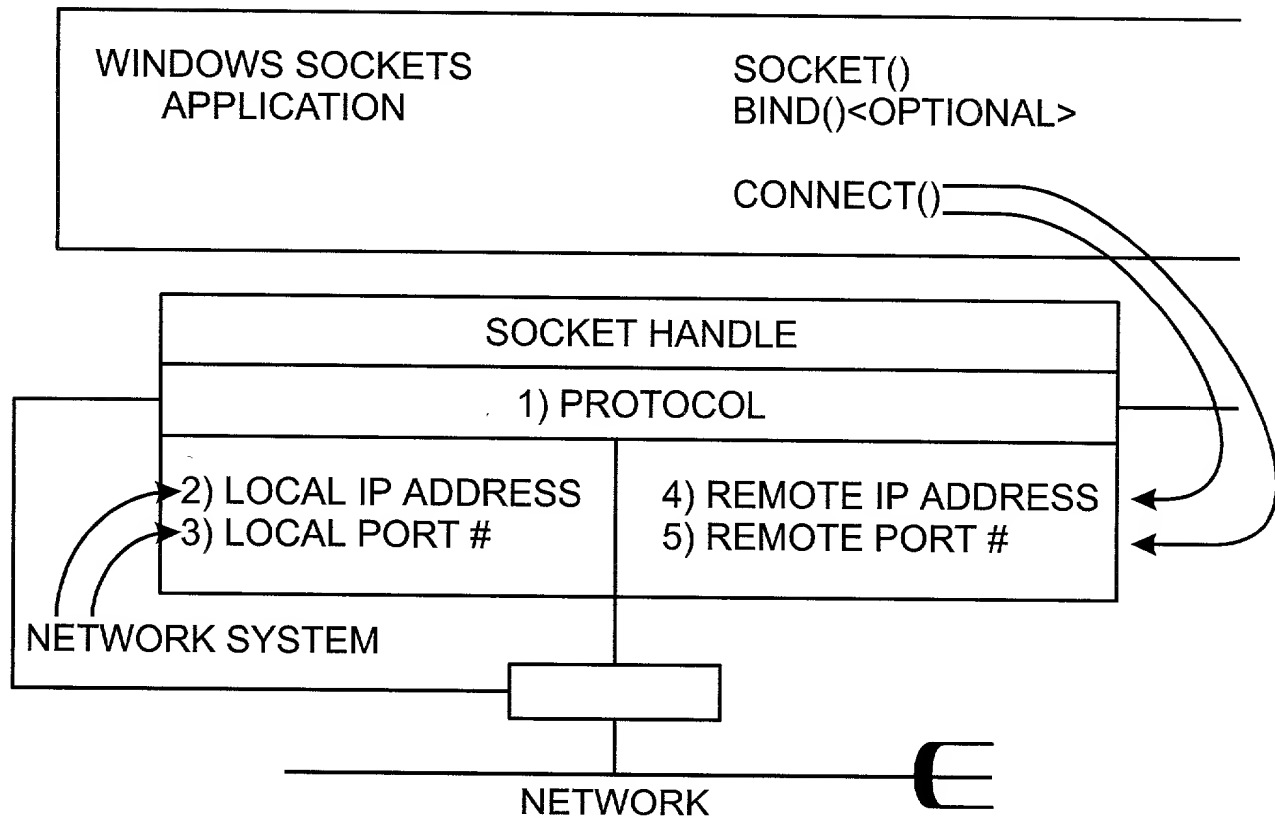 WINDOWS SOCKETS
APPLICATION
SOCKET()
BIND()<OPTIONAL>
CONNECT()
SOCKET HANDLE
1) PROTOCOL
2) LOCAL IP ADDRESS
3) LOCAL PORT #
4) REMOTE IP ADDRESS
5) REMOTE PORT #
NETWORK SYSTEM
NETWORK